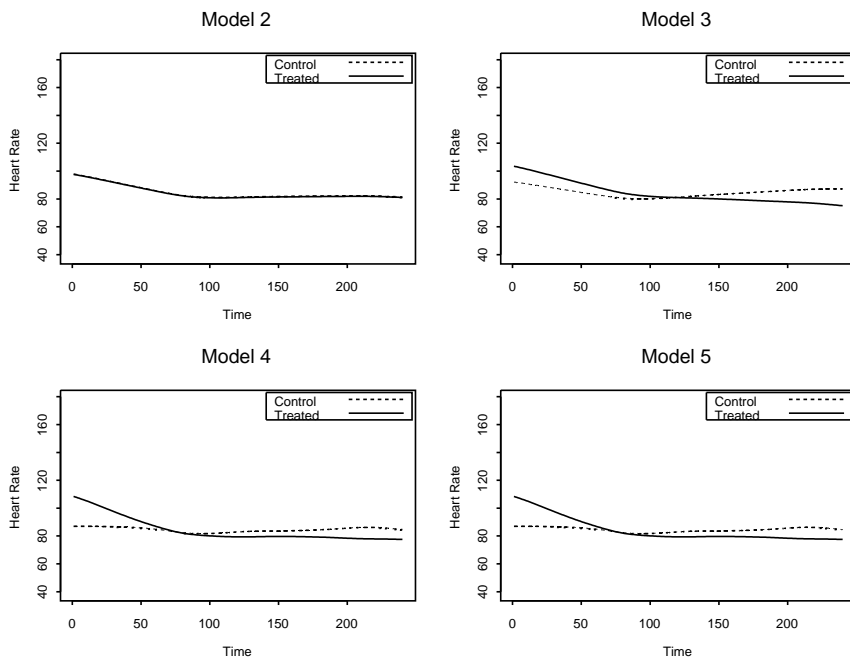 Model 2
Control
Treated
Heart Rate
40 60 80 120 160
0 50 100 150 200
Time
Model 3
Control
Treated
Heart Rate
40 60 80 120 160
0 50 100 150 200
Time
Model 4
Control
Treated
Heart Rate
40 60 80 120 160
0 50 100 150 200
Time
Model 5
Control
Treated
Heart Rate
40 60 80 120 160
0 50 100 150 200
Time